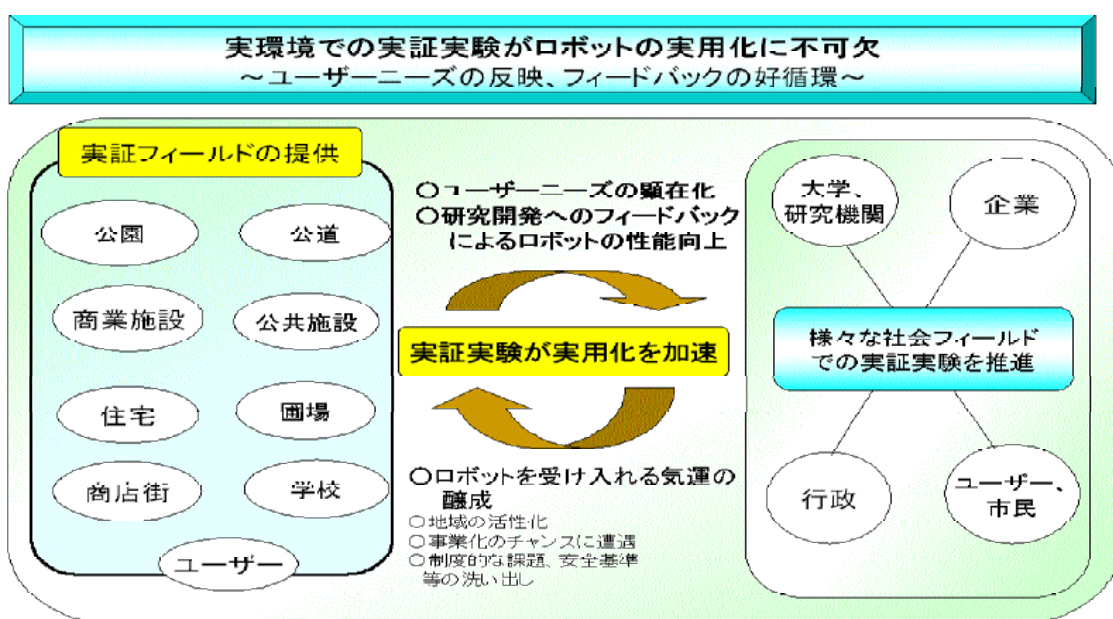 実環境での実証実験がロボットの実用化に不可欠
～ユーザーニーズの反映、フィードバックの好循環～
実証フィールドの提供
公園
公道
商業施設
公共施設
住宅
圃場
商店街
学校
ユーザー
○ユーザーニーズの顕在化
○研究開発へのフィードバック
によるロボットの性能向上
実証実験が実用化を加速
○ロボットを受け入れる気運の
醸成
○地域の活性化
○事業化のチャンスに遭遇
○制度的な課題、安全基準
等の洗い出し
大学、
研究機関
企業
様々な社会フィールド
での実証実験を推進
行政
ユーザー、
市民